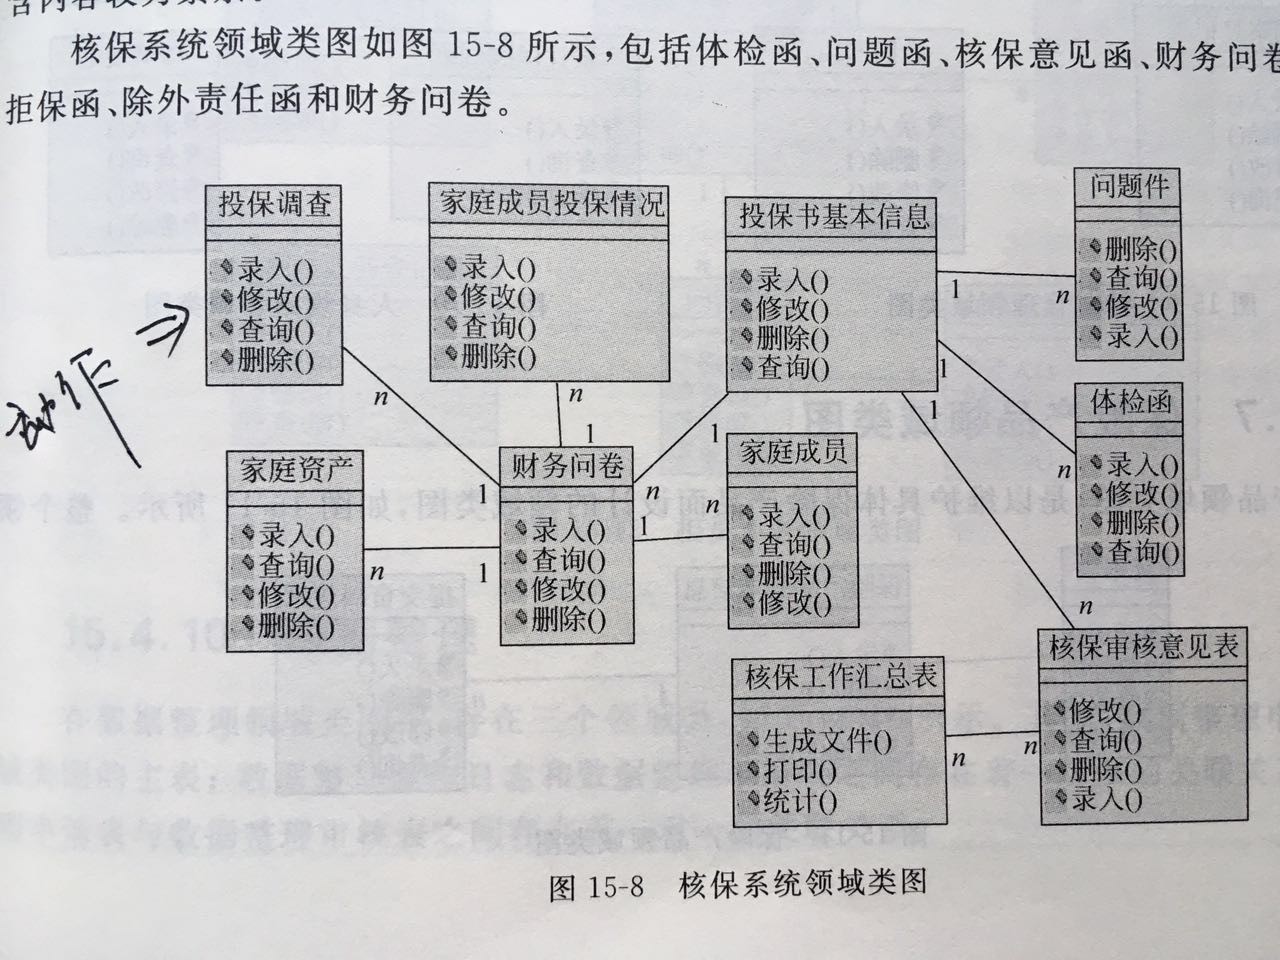 核保系统领域类图如图 15-8 所示,包括体检函、问题函、核保意见函、财务问卷
拒保函、除外责任函和财务问卷。
投保调查
录入()
修改()
查询()
删除()
家庭成员投保情况
录入()
修改()
查询()
删除()
投保书基本信息
录入()
修改()
删除()
查询()
问题件
删除()
查询()
修改()
录入()
1
n
动作
n
n
1
1
1
1
体检函
录入()
修改()
删除()
查询()
n
家庭资产
录入()
查询()
修改()
删除()
财务问卷
录入()
查询()
修改()
删除()
家庭成员
录入()
查询()
删除()
修改()
1
n
1
n
n
1
n
核保工作汇总表
生成文件()
打印()
统计()
核保审核意见表
修改()
查询()
删除()
录入()
n
n
图 15-8 核保系统领域类图